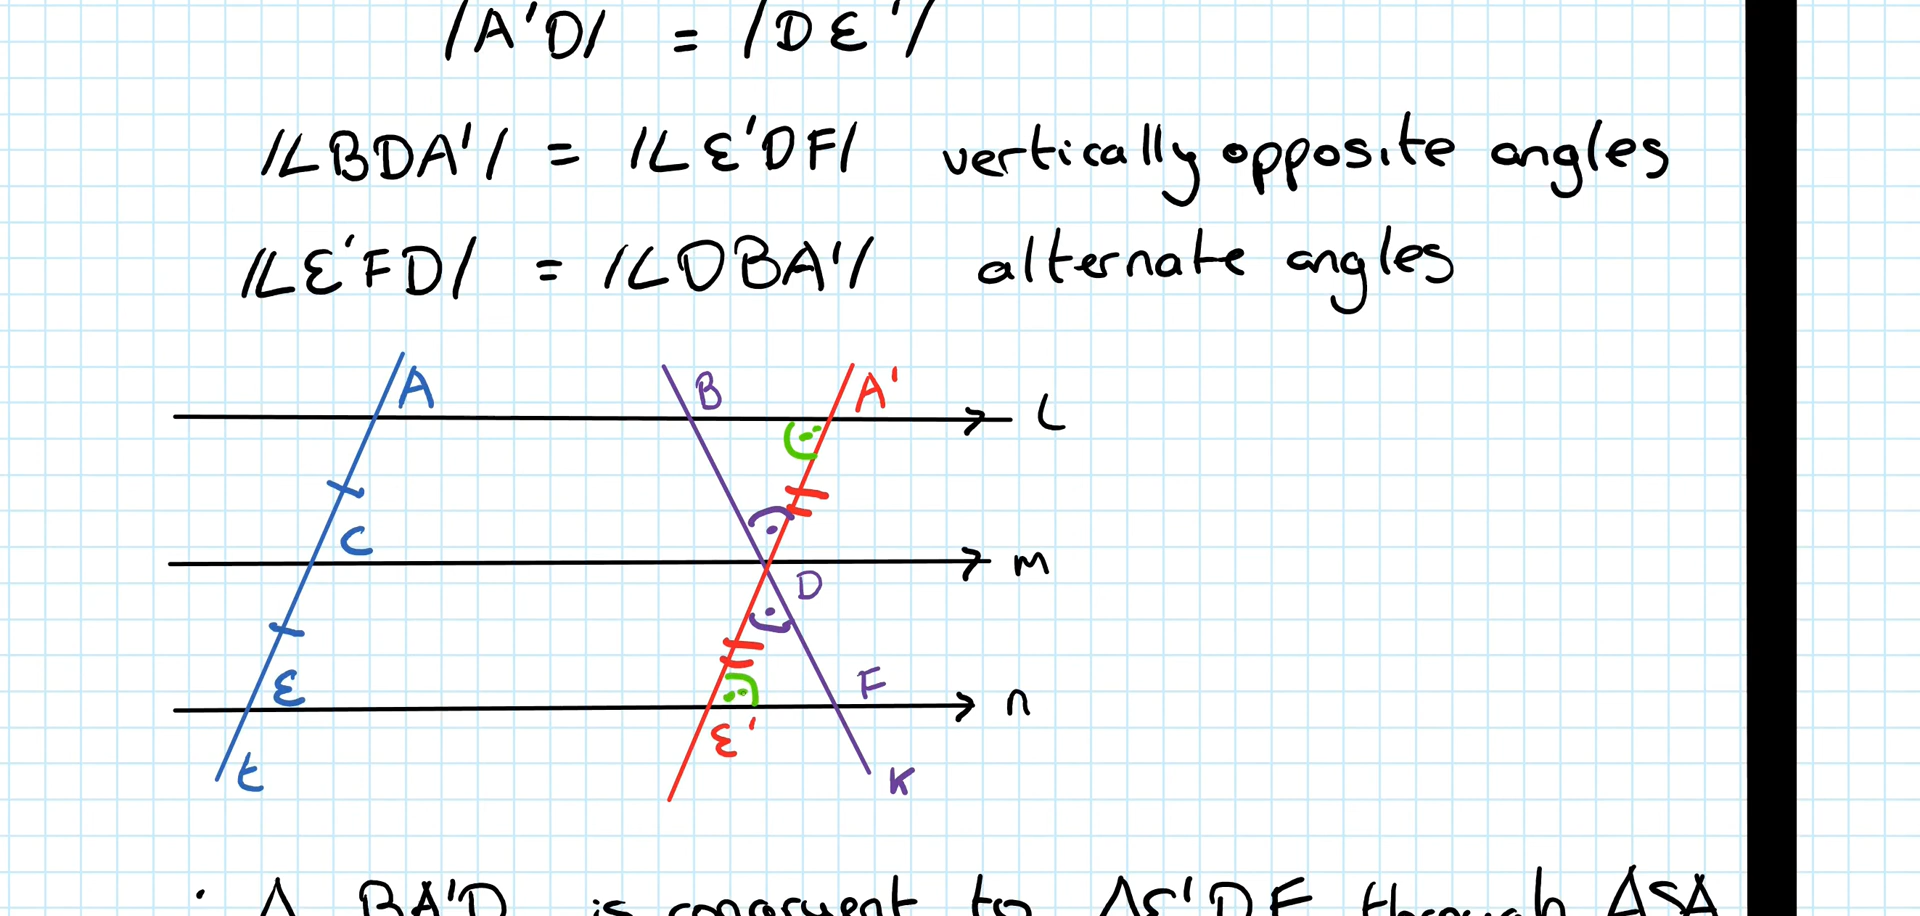 |A'D| = |DE'|
|∠BDA'| = |∠E'DF| vertically opposite angles
|∠E'FD| = |∠DBA'| alternate angles
A B A' L
C
D m
E F n
E'
t K
∴ Δ BA'D is congruent to ΔE'DF through ASA